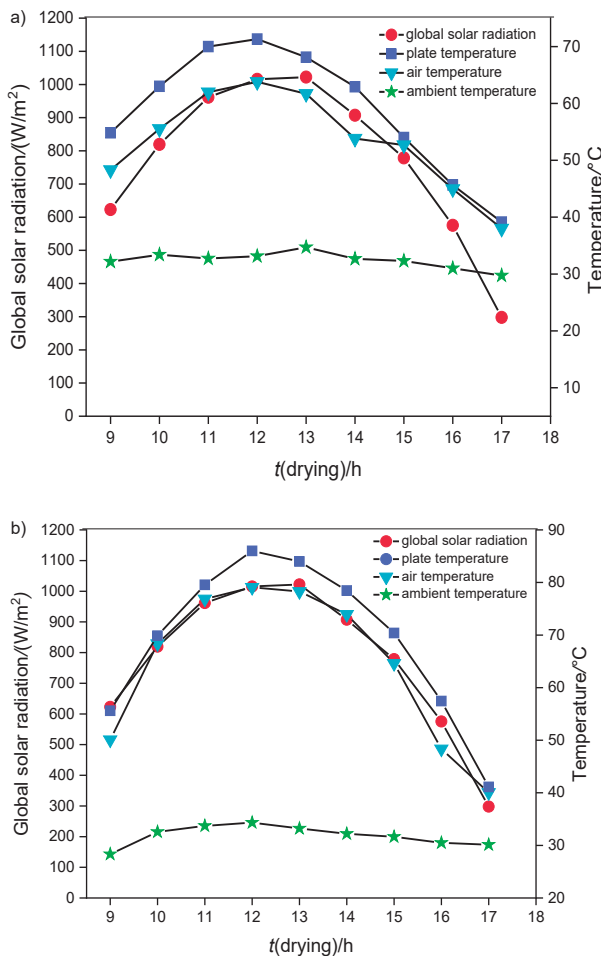 a)
global solar radiation
plate temperature
air temperature
ambient temperature
1200
1100
1000
900
800
700
600
500
400
300
200
100
0
Global solar radiation/(W/m²)
70
60
50
40
30
20
10
Temperature/°C
9 10 11 12 13 14 15 16 17 18
t(drying)/h
b)
global solar radiation
plate temperature
air temperature
ambient temperature
1200
1100
1000
900
800
700
600
500
400
300
200
100
0
Global solar radiation/(W/m²)
90
80
70
60
50
40
30
20
Temperature/°C
9 10 11 12 13 14 15 16 17 18
t(drying)/h